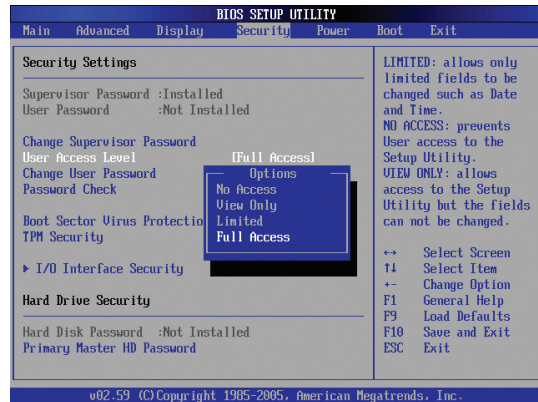 BIOS SETUP UTILITY
Main Advanced Display Security Power Boot Exit
Security Settings
Supervisor Password :Installed
User Password :Not Installed
Change Supervisor Password
User Access Level [Full Access]
Change User Password
Password Check
Boot Sector Virus Protectio
TPM Security
▶ I/O Interface Security
Hard Drive Security
Hard Disk Password :Not Installed
Primary Master HD Password
Options
No Access
View Only
Limited
Full Access
LIMITED: allows only
limited fields to be
changed such as Date
and Time.
NO ACCESS: prevents
User access to the
Setup Utility.
VIEW ONLY: allows
access to the Setup
Utility but the fields
can not be changed.
↔ Select Screen
↑↓ Select Item
+- Change Option
F1 General Help
F9 Load Defaults
F10 Save and Exit
ESC Exit
v02.59 (C)Copyright 1985-2005, American Megatrends, Inc.